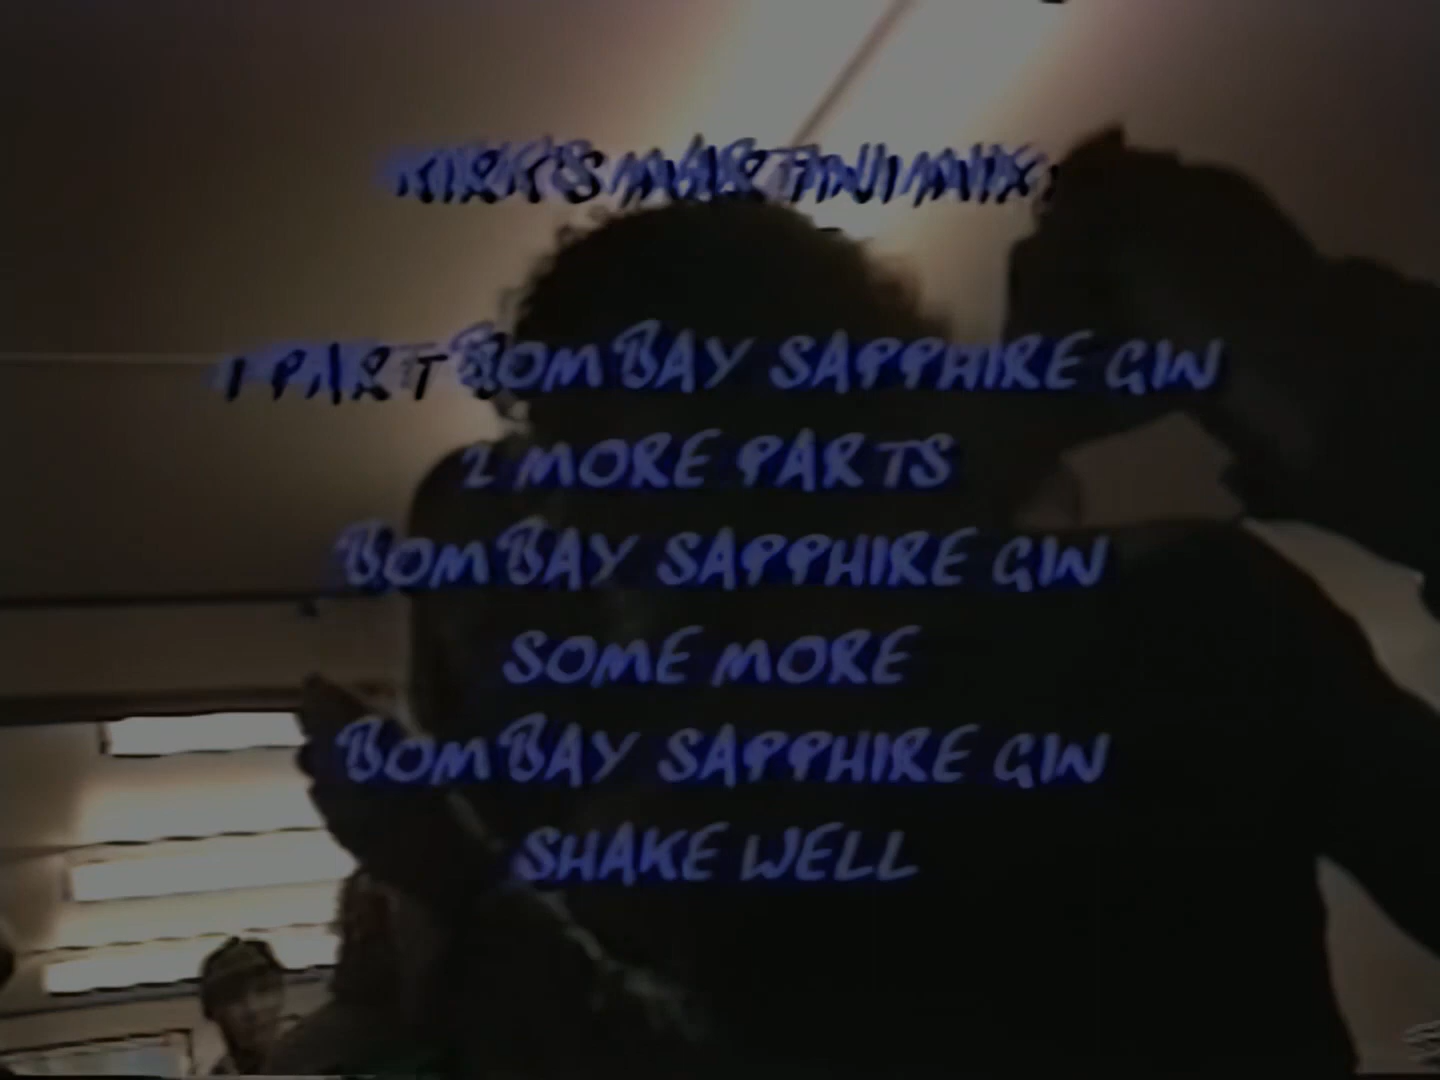 KIRK'S MARTINI MIX:
1 PART BOMBAY SAPPHIRE GIN
2 MORE PARTS
BOMBAY SAPPHIRE GIN
SOME MORE
BOMBAY SAPPHIRE GIN
SHAKE WELL